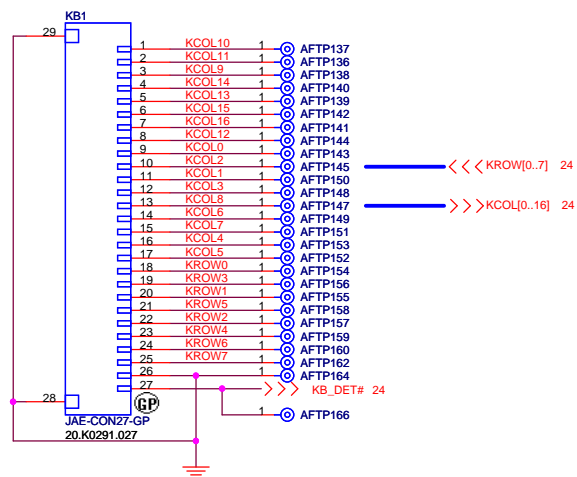 KB1
29
1 KCOL10 1 AFTP137
2 KCOL11 1 AFTP136
3 KCOL9 1 AFTP138
4 KCOL14 1 AFTP140
5 KCOL13 1 AFTP139
6 KCOL15 1 AFTP142
7 KCOL16 1 AFTP141
8 KCOL12 1 AFTP144
9 KCOL0 1 AFTP143
10 KCOL2 1 AFTP145 KROW[0..7] 24
11 KCOL1 1 AFTP150
12 KCOL3 1 AFTP148
13 KCOL8 1 AFTP147 KCOL[0..16] 24
14 KCOL6 1 AFTP149
15 KCOL7 1 AFTP151
16 KCOL4 1 AFTP153
17 KCOL5 1 AFTP152
18 KROW0 1 AFTP154
19 KROW3 1 AFTP156
20 KROW1 1 AFTP155
21 KROW5 1 AFTP158
22 KROW2 1 AFTP157
23 KROW4 1 AFTP159
24 KROW6 1 AFTP160
25 KROW7 1 AFTP162
26 1 AFTP164
27 KB_DET# 24
28 GP
1 AFTP166
JAE-CON27-GP
20.K0291.027